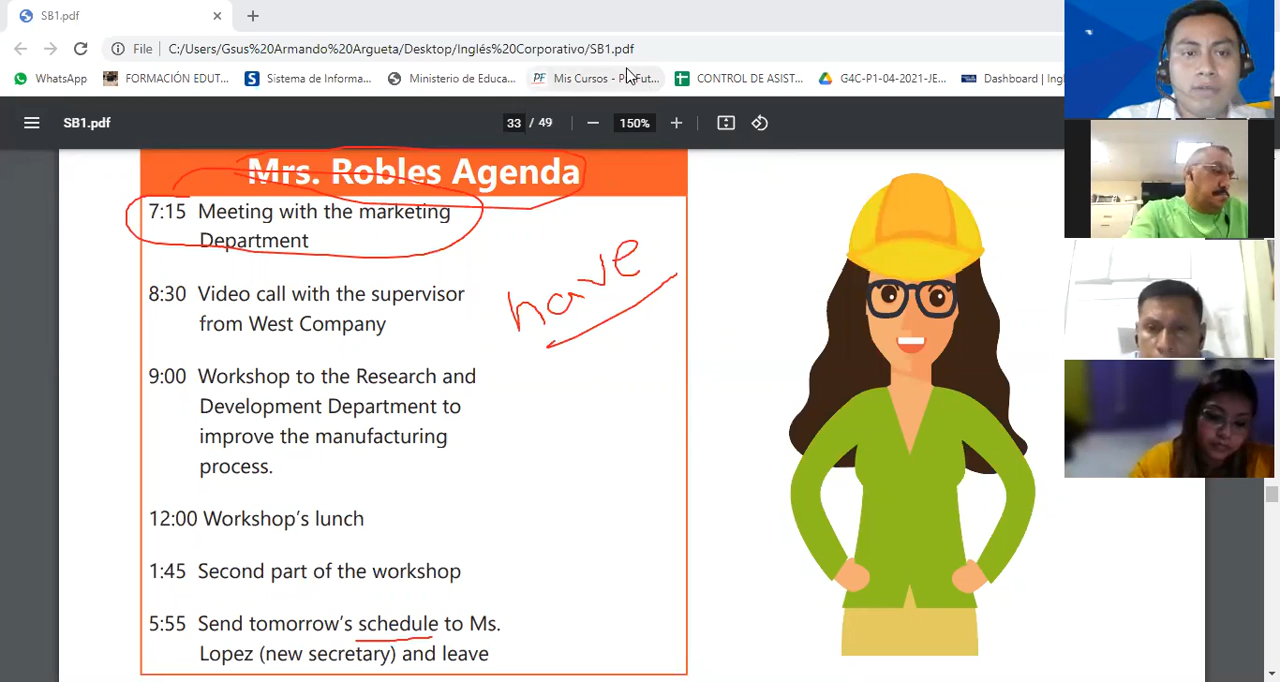 SB1.pdf
File C:/Users/Gsus%20Armando%20Argueta/Desktop/Inglés%20Corporativo/SB1.pdf
WhatsApp FORMACIÓN EDUT... Sistema de Informa... Ministerio de Educa... PF Mis Cursos - P Fut... CONTROL DE ASIST... G4C-P1-04-2021-JE... Dashboard | Ingl
SB1.pdf 33 / 49 150%
Mrs. Robles Agenda
7:15 Meeting with the marketing
Department
have
8:30 Video call with the supervisor
from West Company
9:00 Workshop to the Research and
Development Department to
improve the manufacturing
process.
12:00 Workshop's lunch
1:45 Second part of the workshop
5:55 Send tomorrow's schedule to Ms.
Lopez (new secretary) and leave